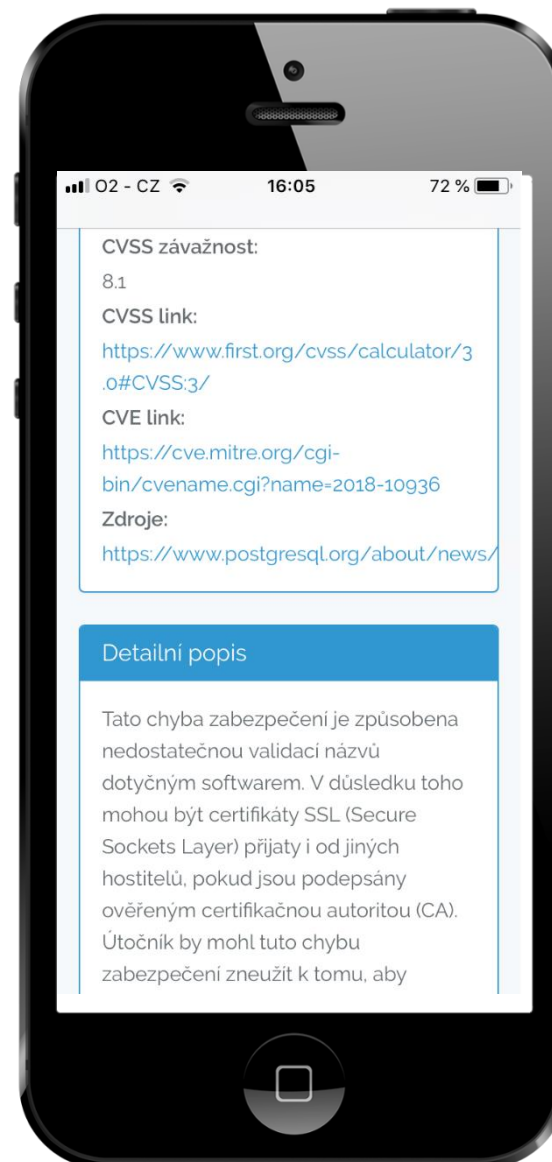 O2 - CZ 16:05 72 %
CVSS závažnost:
8.1
CVSS link:
https://www.first.org/cvss/calculator/3
.0#CVSS:3/
CVE link:
https://cve.mitre.org/cgi-
bin/cvename.cgi?name=2018-10936
Zdroje:
https://www.postgresql.org/about/news/
Detailní popis
Tato chyba zabezpečení je způsobena
nedostatečnou validací názvů
dotyčným softwarem. V důsledku toho
mohou být certifikáty SSL (Secure
Sockets Layer) přijaty i od jiných
hostitelů, pokud jsou podepsány
ověřeným certifikačnou autoritou (CA).
Útočník by mohl tuto chybu
zabezpečení zneužít k tomu, aby